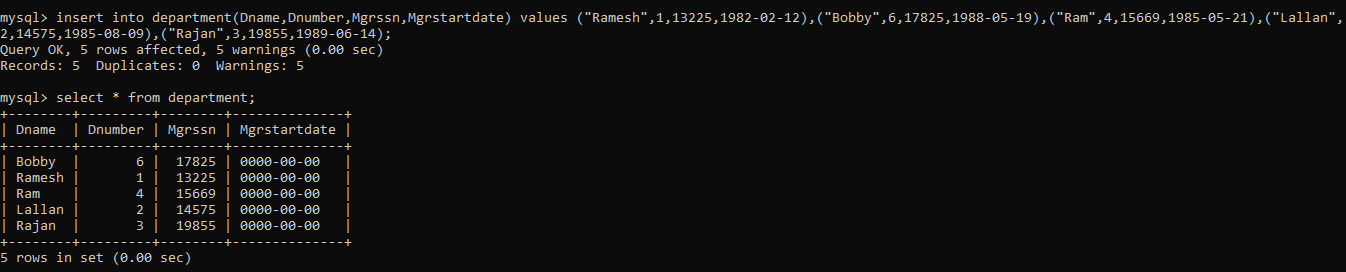 mysql> insert into department(Dname,Dnumber,Mgrssn,Mgrstartdate) values ("Ramesh",1,13225,1982-02-12),("Bobby",6,17825,1988-05-19),("Ram",4,15669,1985-05-21),("Lallan",
2,14575,1985-08-09),("Rajan",3,19855,1989-06-14);
Query OK, 5 rows affected, 5 warnings (0.00 sec)
Records: 5  Duplicates: 0  Warnings: 5
mysql> select * from department;
+--------+---------+--------+--------------+
| Dname  | Dnumber | Mgrssn | Mgrstartdate |
+--------+---------+--------+--------------+
| Bobby  |       6 |  17825 | 0000-00-00   |
| Ramesh |       1 |  13225 | 0000-00-00   |
| Ram    |       4 |  15669 | 0000-00-00   |
| Lallan |       2 |  14575 | 0000-00-00   |
| Rajan  |       3 |  19855 | 0000-00-00   |
+--------+---------+--------+--------------+
5 rows in set (0.00 sec)